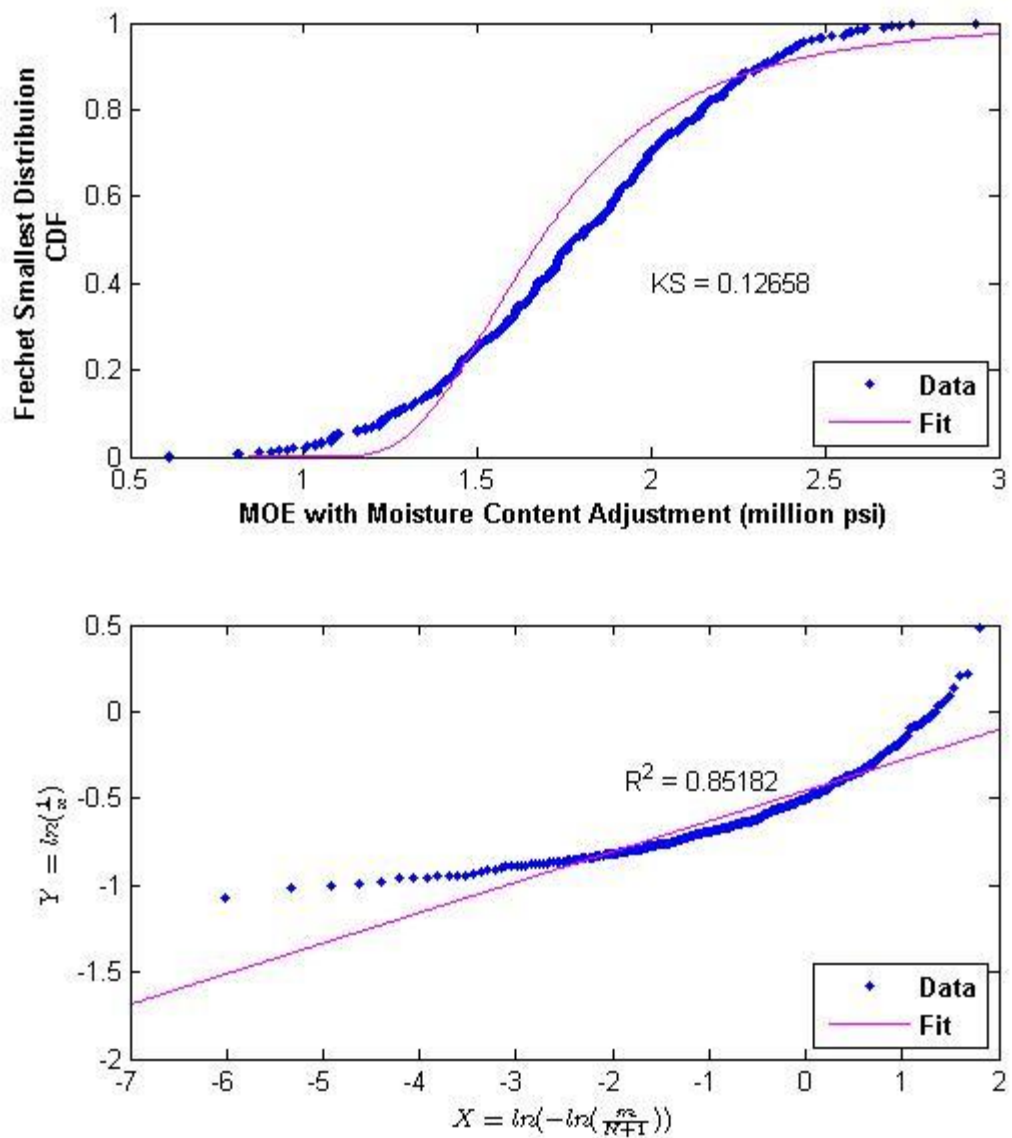 Frechet Smallest Distribuion
CDF
1
0.8
0.6
0.4
0.2
0
KS = 0.12658
Data
Fit
0.5 1 1.5 2 2.5 3
MOE with Moisture Content Adjustment (million psi)
Y = ln(1/x)
0.5
0
-0.5
-1
-1.5
-2
R² = 0.85182
Data
Fit
-7 -6 -5 -4 -3 -2 -1 0 1 2
X = ln(-ln(m/N+1))